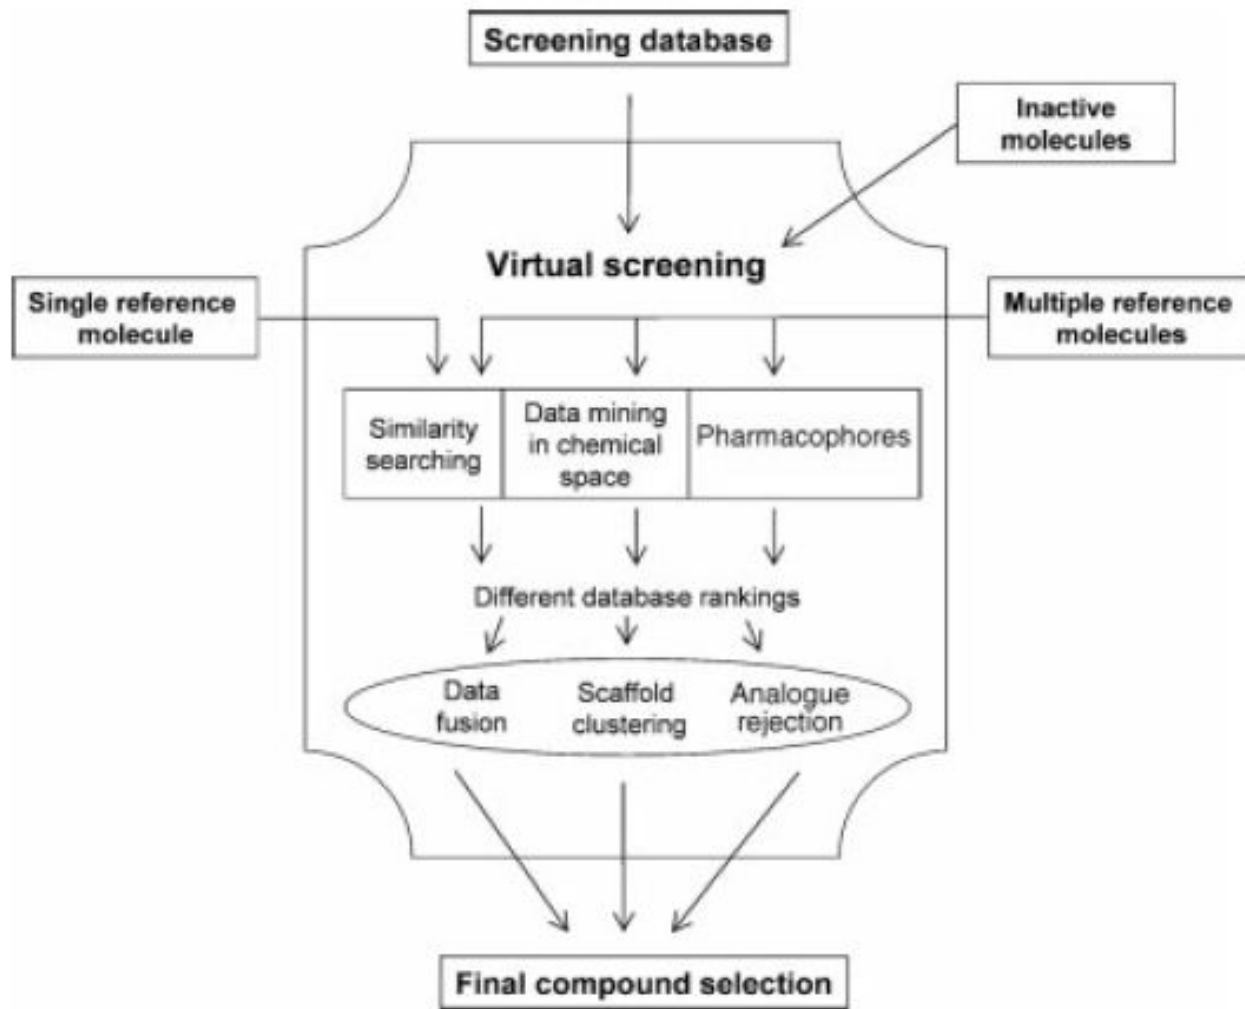 Screening database
Inactive
molecules
Virtual screening
Single reference
molecule
Multiple reference
molecules
Similarity
searching
Data mining
in chemical
space
Pharmacophores
Different database rankings
Data
fusion
Scaffold
clustering
Analogue
rejection
Final compound selection